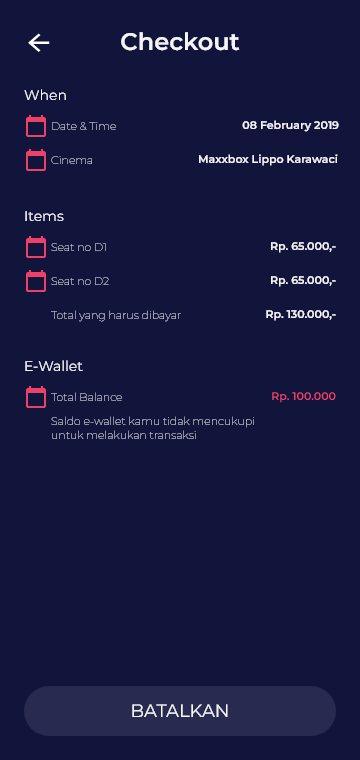 Checkout
When
Date & Time 08 February 2019
Cinema Maxxbox Lippo Karawaci
Items
Seat no D1 Rp. 65.000,-
Seat no D2 Rp. 65.000,-
Total yang harus dibayar Rp. 130.000,-
E-Wallet
Total Balance Rp. 100.000
Saldo e-wallet kamu tidak mencukupi
untuk melakukan transaksi
BATALKAN